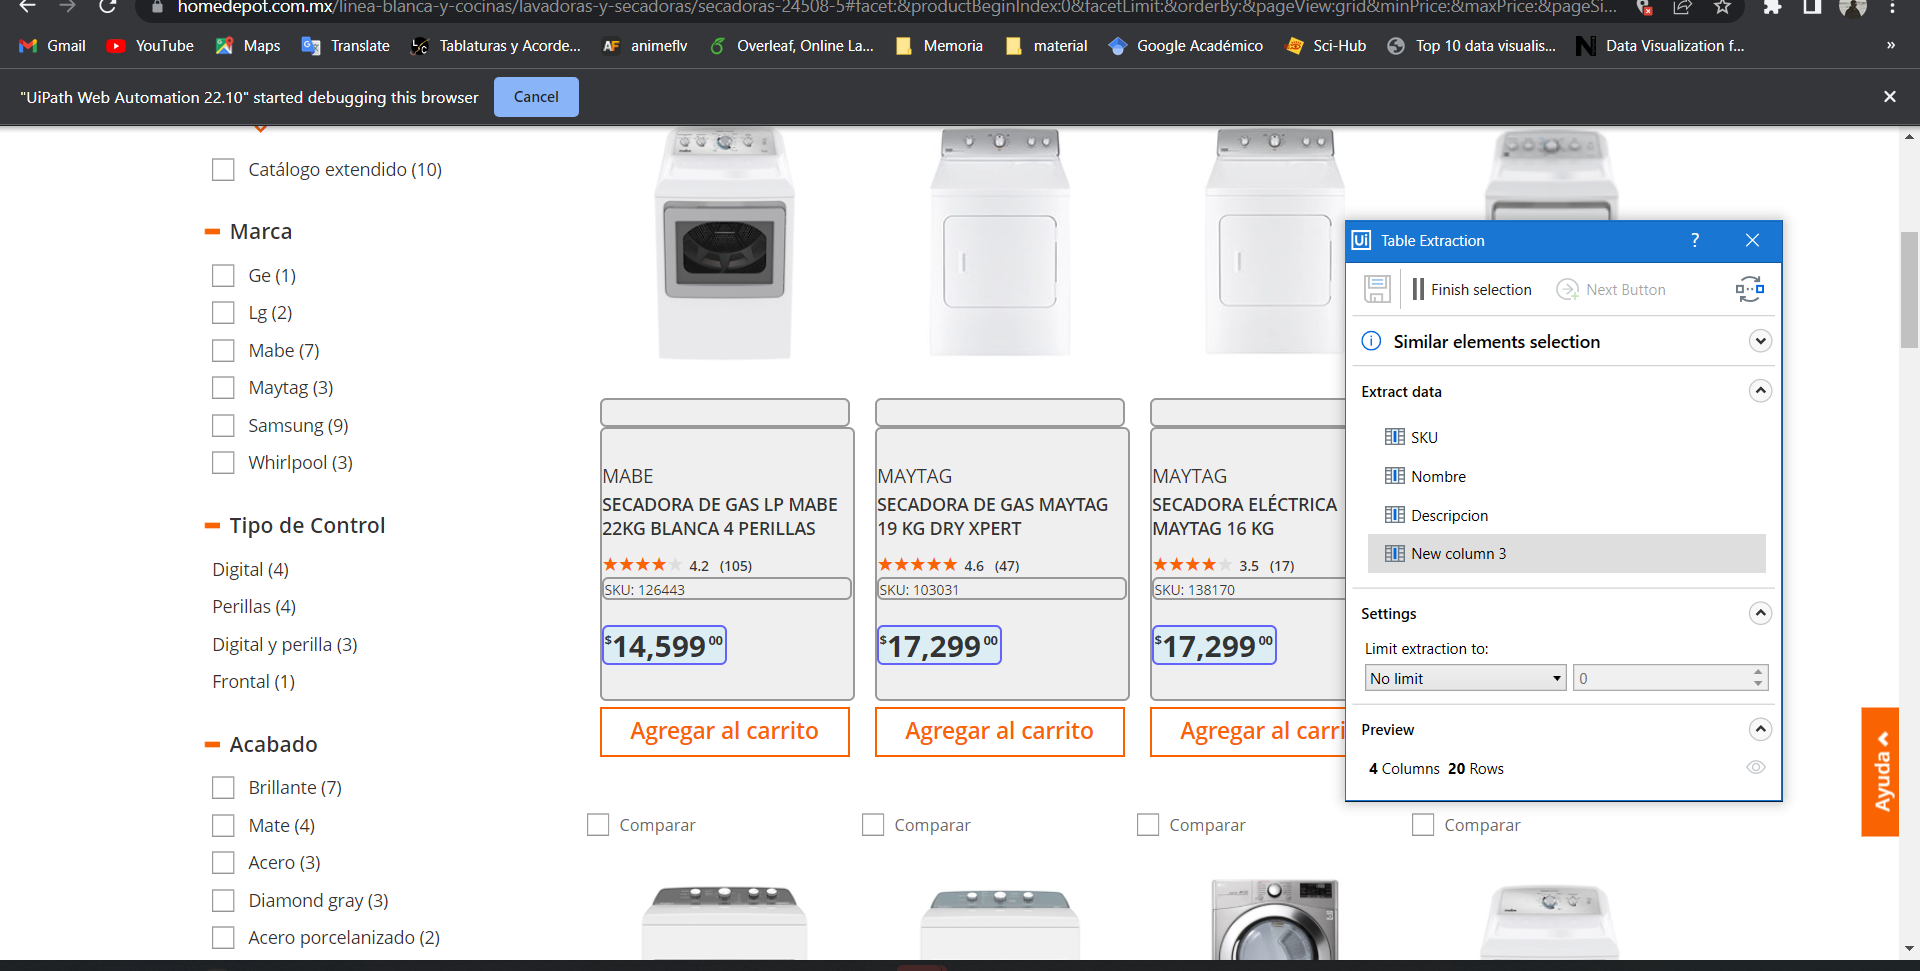 homedepot.com.mx/linea-blanca-y-cocinas/lavadoras-y-secadoras/secadoras-24508-5#facet:&productBeginIndex:0&facetLimit:&orderBy:&pageView:grid&minPrice:&maxPrice:&pageSi...
Gmail
YouTube
Maps
Translate
Tablaturas y Acorde...
AF animeflv
Overleaf, Online La...
Memoria
material
Google Académico
Sci-Hub
Top 10 data visualis...
Data Visualization f...
»
"UiPath Web Automation 22.10" started debugging this browser
Cancel
Catálogo extendido (10)
Marca
Ge (1)
Lg (2)
Mabe (7)
Maytag (3)
Samsung (9)
Whirlpool (3)
Tipo de Control
Digital (4)
Perillas (4)
Digital y perilla (3)
Frontal (1)
Acabado
Brillante (7)
Mate (4)
Acero (3)
Diamond gray (3)
Acero porcelanizado (2)
MABE
SECADORA DE GAS LP MABE
22KG BLANCA 4 PERILLAS
4.2 (105)
SKU: 126443
$14,599 00
Agregar al carrito
Comparar
MAYTAG
SECADORA DE GAS MAYTAG
19 KG DRY XPERT
4.6 (47)
SKU: 103031
$17,299 00
Agregar al carrito
Comparar
MAYTAG
SECADORA ELÉCTRICA
MAYTAG 16 KG
3.5 (17)
SKU: 138170
$17,299 00
Agregar al carri
Comparar
Comparar
Ui Table Extraction
?
Finish selection
Next Button
Similar elements selection
Extract data
SKU
Nombre
Descripcion
New column 3
Settings
Limit extraction to:
No limit
0
Preview
4 Columns 20 Rows
Ayuda